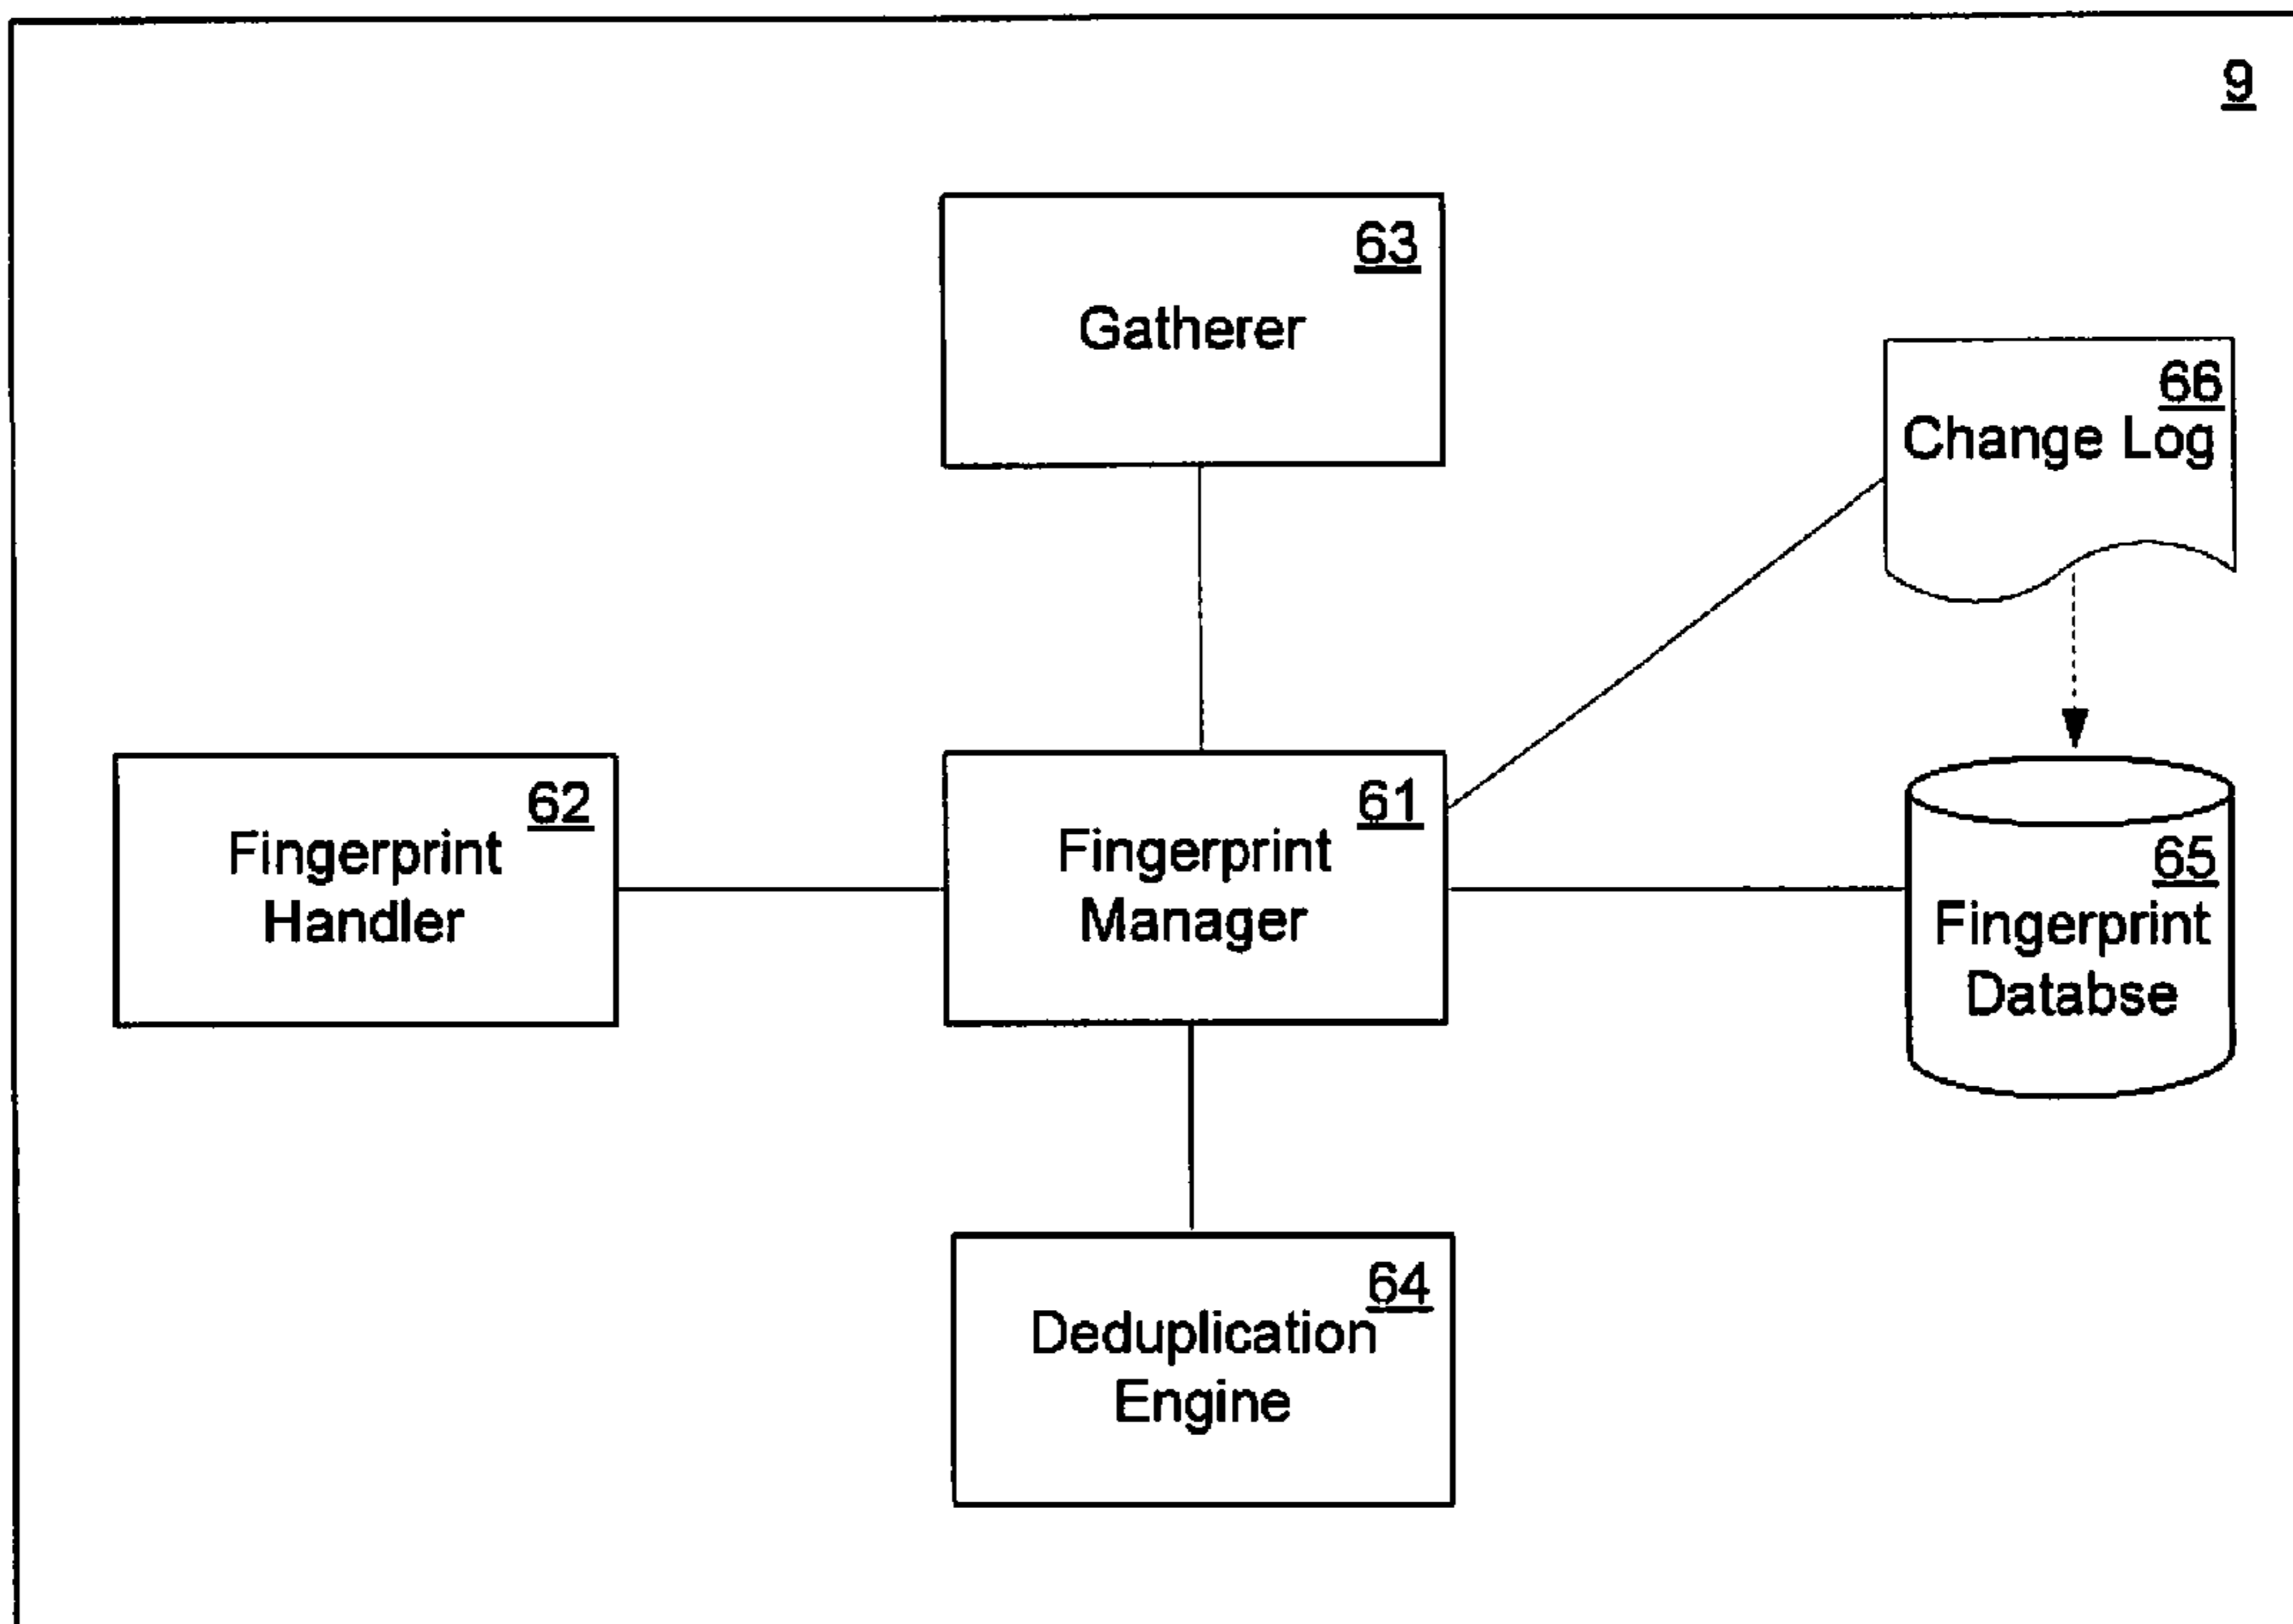 9
63
Gatherer
66
Change Log
62
Fingerprint
Handler
61
Fingerprint
Manager
65
Fingerprint
Databse
64
Deduplication
Engine